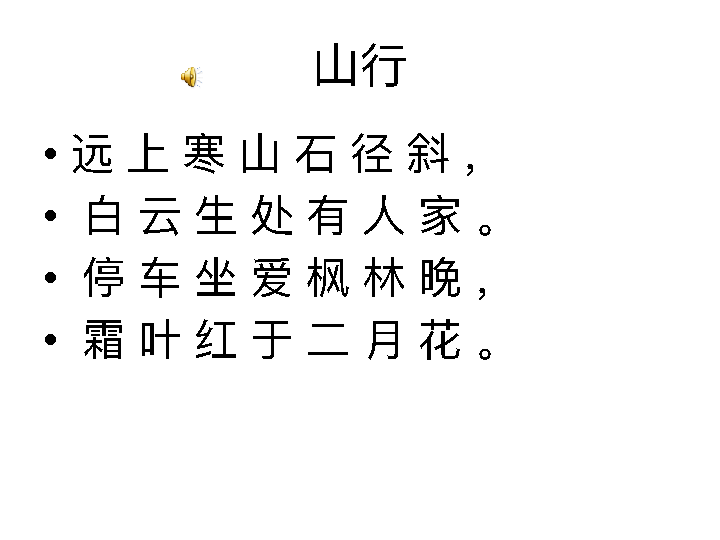 山行
• 远 上 寒 山 石 径 斜 ，
• 白 云 生 处 有 人 家 。
• 停 车 坐 爱 枫 林 晚 ，
• 霜 叶 红 于 二 月 花 。